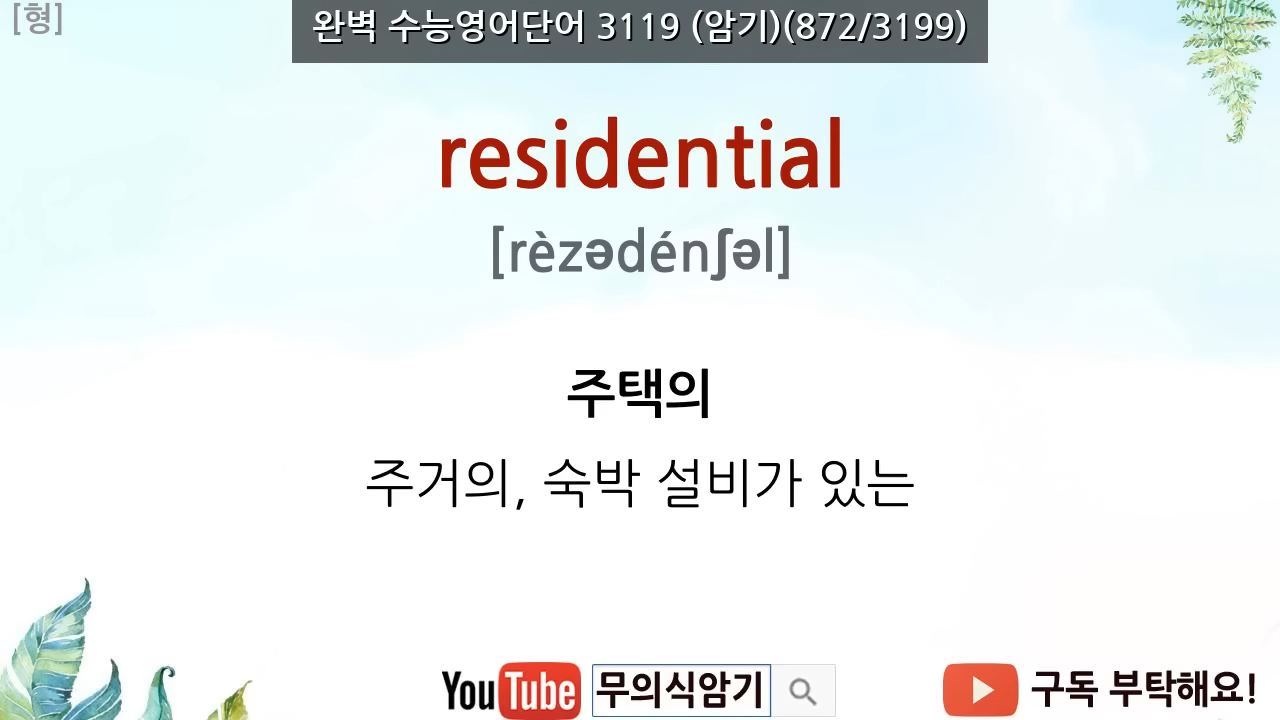 [형]
완벽 수능영어단어 3119 (암기)(872/3199)
residential
[rèzədénʃəl]
주택의
주거의, 숙박 설비가 있는
YouTube 무의식암기
구독 부탁해요!